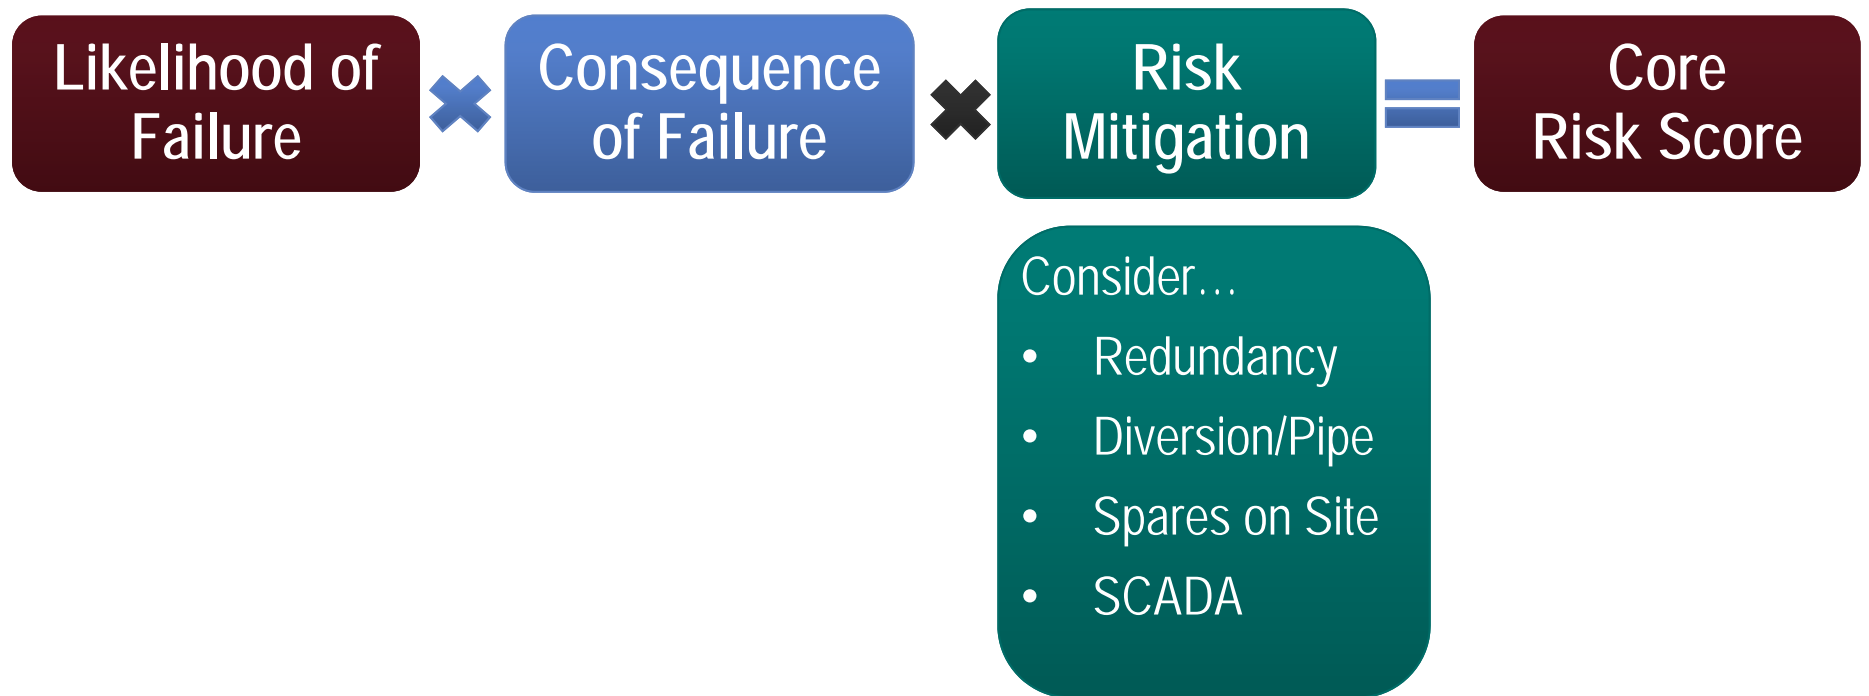 Likelihood of
Failure
Consequence
of Failure
Risk
Mitigation
Core
Risk Score
Consider...
• Redundancy
• Diversion/Pipe
• Spares on Site
• SCADA